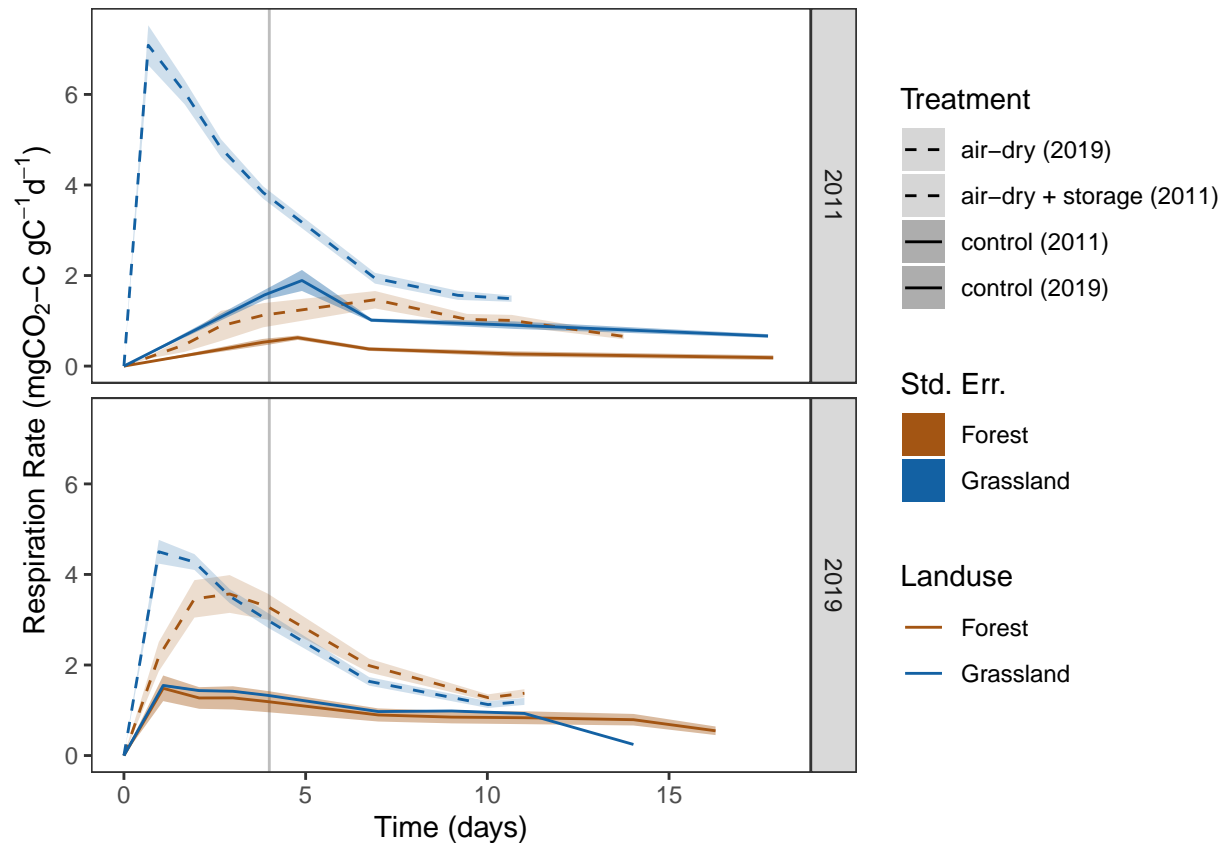 Respiration Rate (mgCO₂–C gC⁻¹d⁻¹)
6
4
2
0
2011
6
4
2
0
2019
0
5
10
15
Time (days)
Treatment
air–dry (2019)
air–dry + storage (2011)
control (2011)
control (2019)
Std. Err.
Forest
Grassland
Landuse
Forest
Grassland